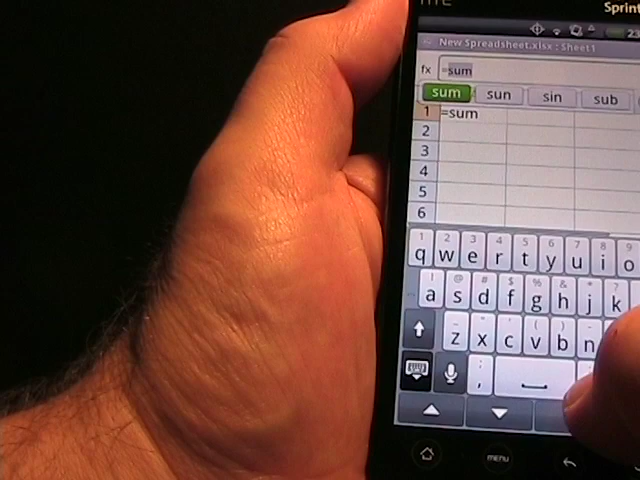 Sprint
New Spreadsheet.xlsx : Sheet1
fx =sum
sum sun sin sub
1 =sum
2
3
4
5
6
1 2 3 4 5 6 7 8 9
q w e r t y u i o
! @ # $ % &
a s d f g h j k
z x c v b n
MENU